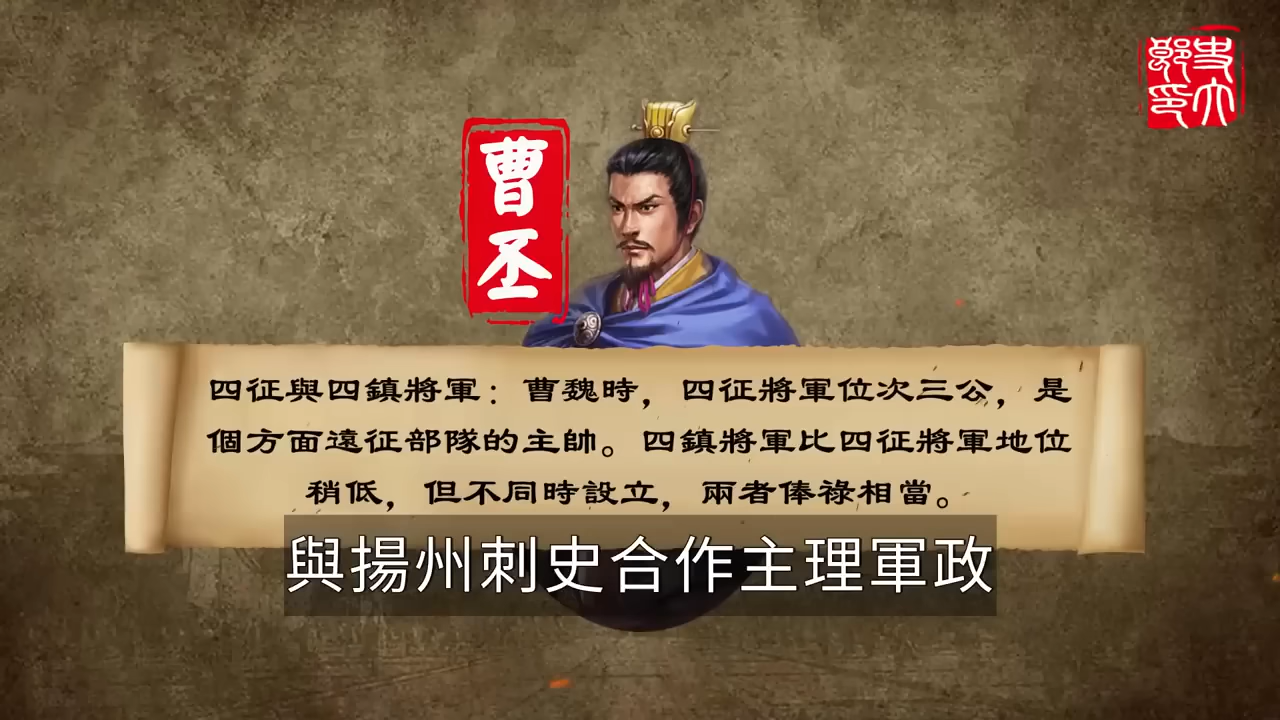 曹丕
四征與四鎮將軍：曹魏時，四征將軍位次三公，是
個方面遠征部隊的主帥。四鎮將軍比四征將軍地位
稍低，但不同時設立，兩者俸祿相當。
與揚州刺史合作主理軍政